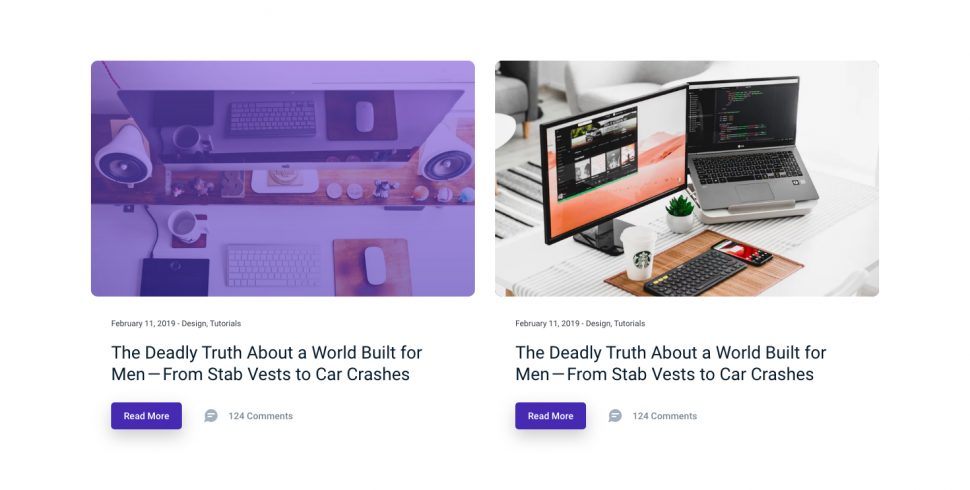 February 11, 2019 - Design, Tutorials
The Deadly Truth About a World Built for
Men — From Stab Vests to Car Crashes
Read More
124 Comments
February 11, 2019 - Design, Tutorials
The Deadly Truth About a World Built for
Men — From Stab Vests to Car Crashes
Read More
124 Comments